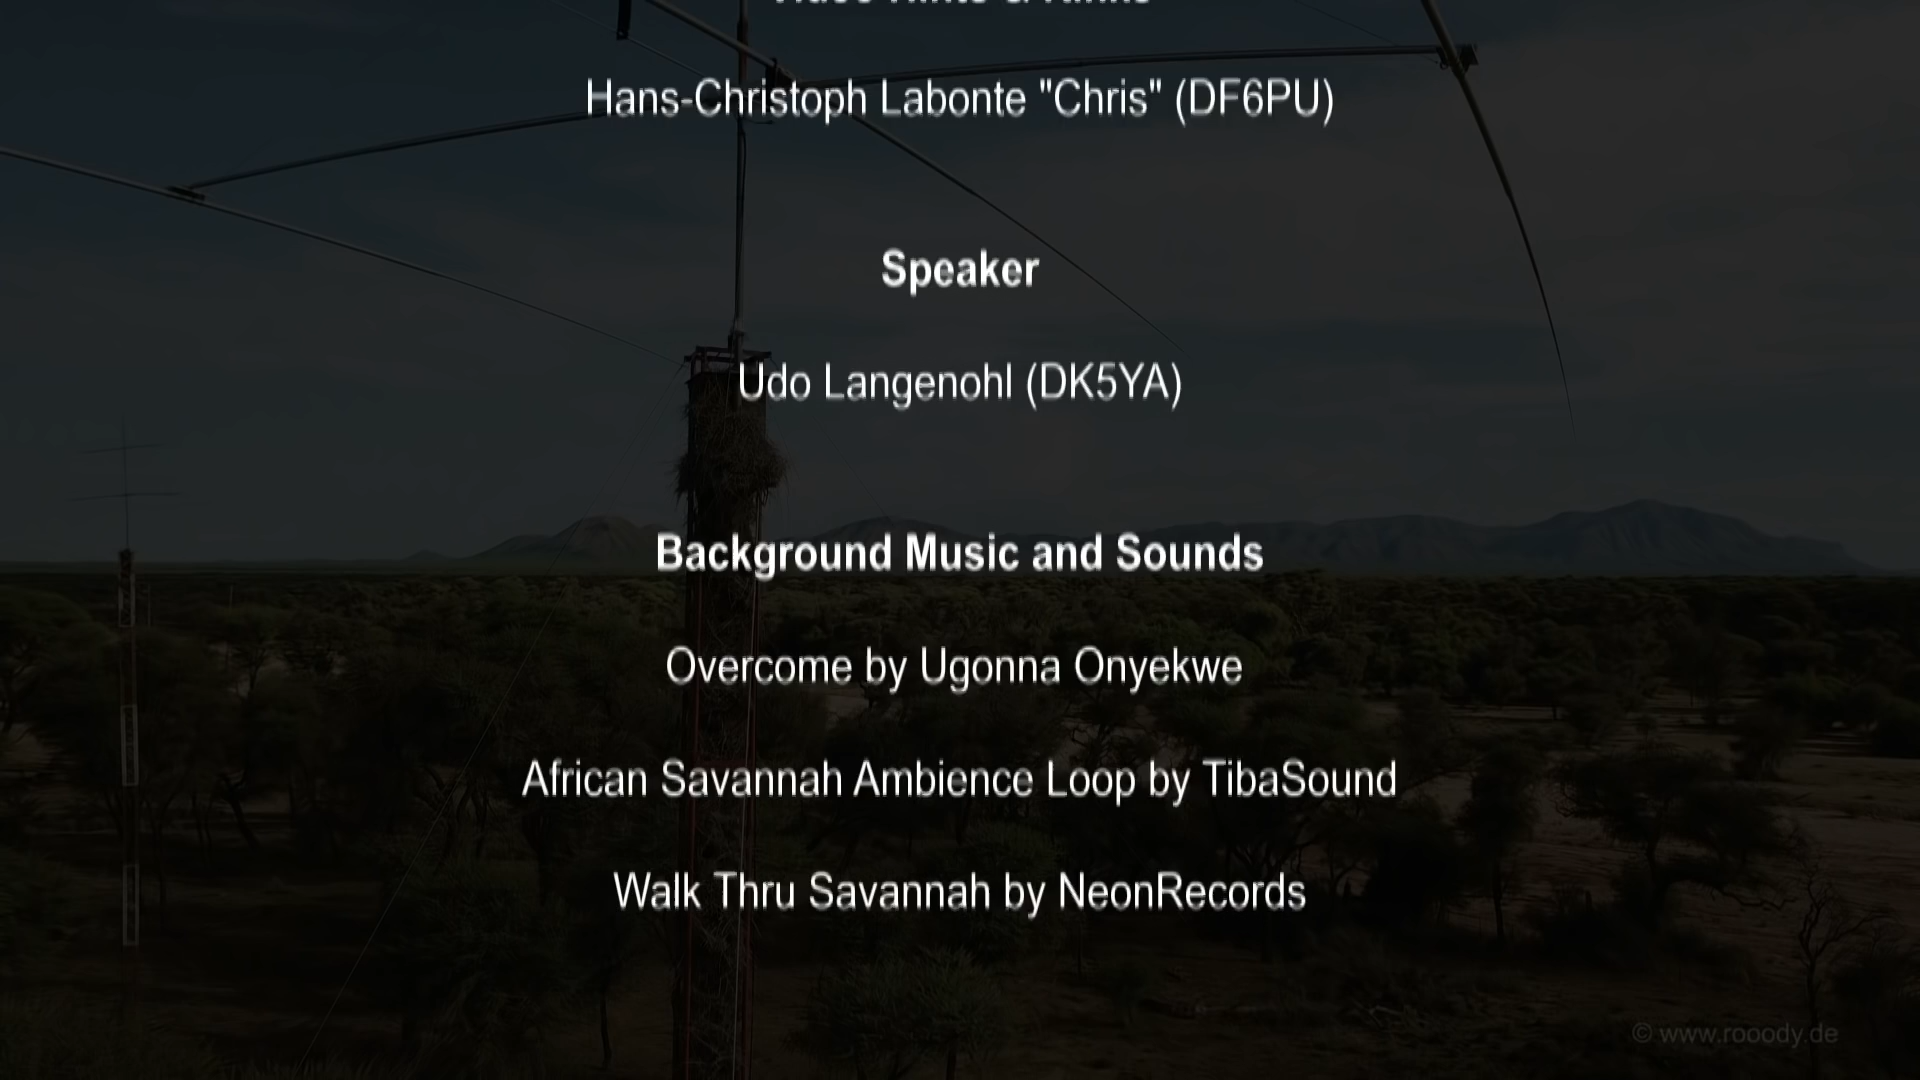 Hans-Christoph Labonte "Chris" (DF6PU)
Speaker
Udo Langenohl (DK5YA)
Background Music and Sounds
Overcome by Ugonna Onyekwe
African Savannah Ambience Loop by TibaSound
Walk Thru Savannah by NeonRecords
© www.rooody.de